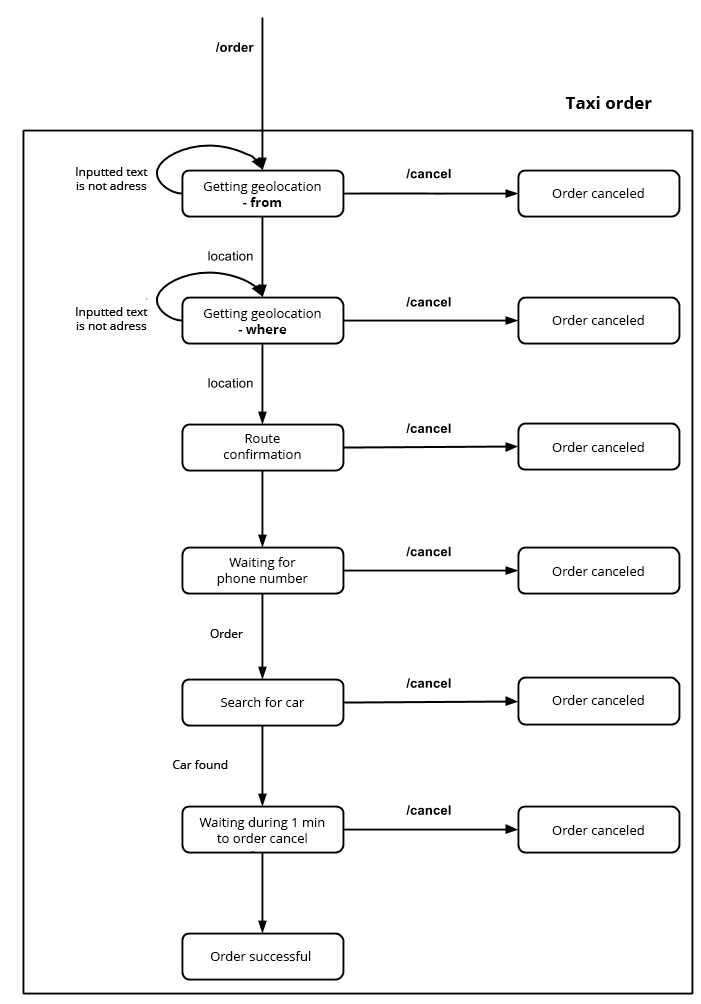 /order
Taxi order
Inputted text
is not adress
Getting geolocation
- from
/cancel
Order canceled
location
Inputted text
is not adress
Getting geolocation
- where
/cancel
Order canceled
location
Route
confirmation
/cancel
Order canceled
Waiting for
phone number
/cancel
Order canceled
Order
Search for car
/cancel
Order canceled
Car found
Waiting during 1 min
to order cancel
/cancel
Order canceled
Order successful